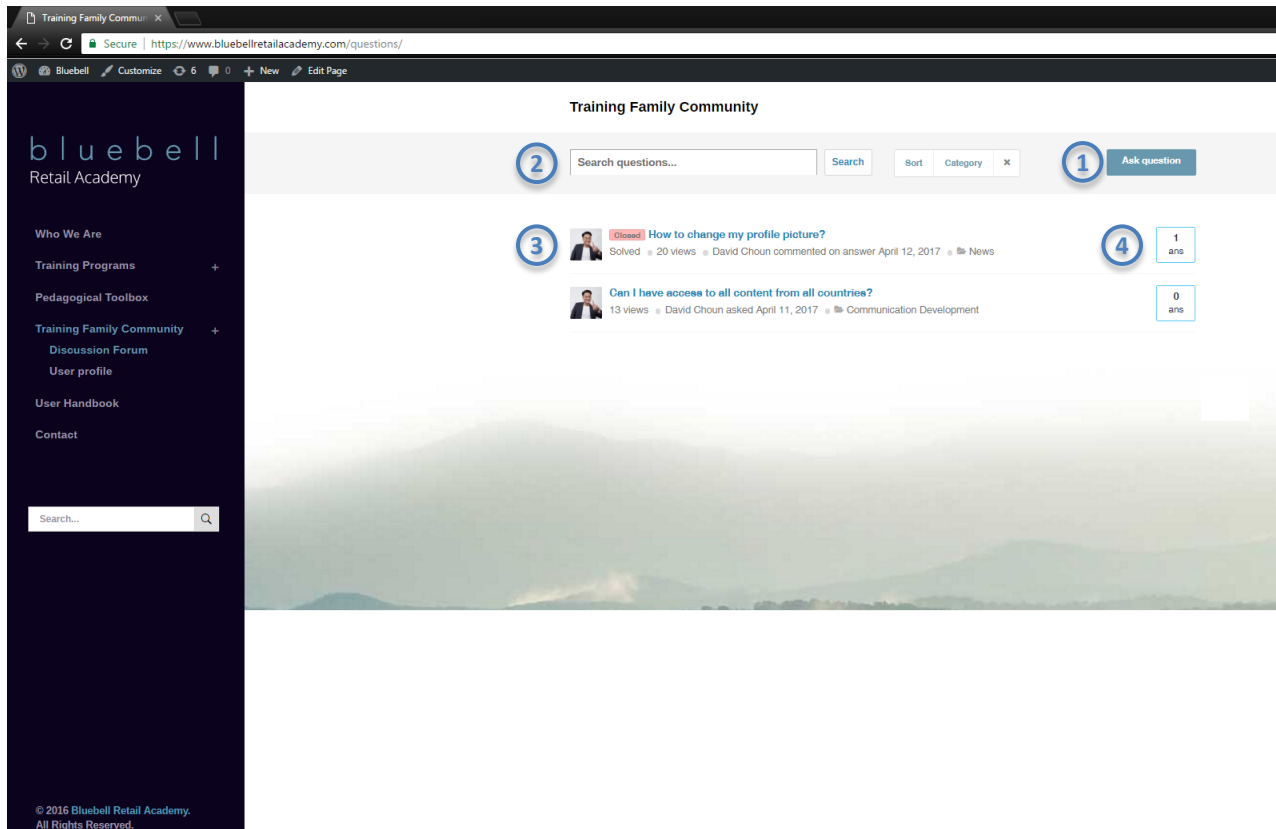 Training Family Commun
Secure | https://www.bluebellretailacademy.com/questions/
Bluebell Customize 6 0 + New Edit Page
bluebell
Retail Academy
Who We Are
Training Programs +
Pedagogical Toolbox
Training Family Community +
Discussion Forum
User profile
User Handbook
Contact
Search...
© 2016 Bluebell Retail Academy.
All Rights Reserved.
Training Family Community
2 Search questions... Search Sort Category × 1 Ask question
3 Closed How to change my profile picture? 4 1
Solved 20 views David Choun commented on answer April 12, 2017 News ans
Can I have access to all content from all countries? 0
13 views David Choun asked April 11, 2017 Communication Development ans